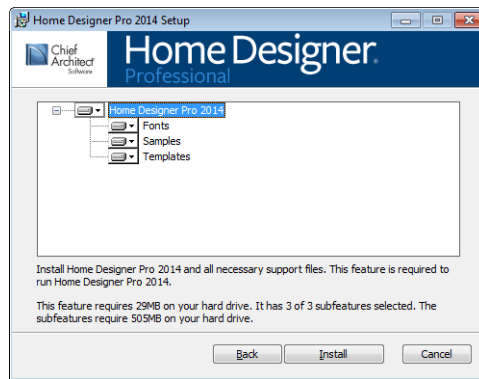 Home Designer Pro 2014 Setup
Chief
Architect
Software
Home Designer.
Professional
Home Designer Pro 2014
Fonts
Samples
Templates
Install Home Designer Pro 2014 and all necessary support files. This feature is required to
run Home Designer Pro 2014.
This feature requires 29MB on your hard drive. It has 3 of 3 subfeatures selected. The
subfeatures require 505MB on your hard drive.
Back
Install
Cancel